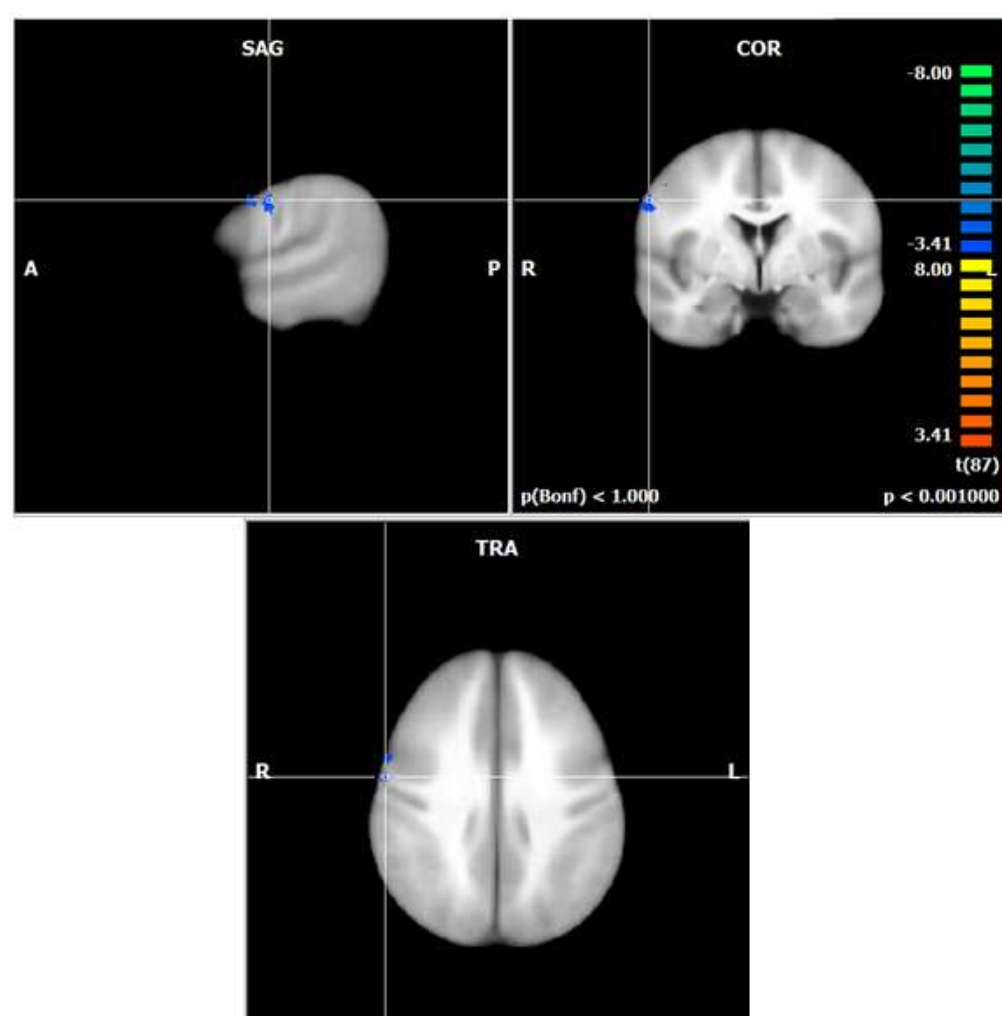 SAG
A
P
COR
-8.00
-3.41
8.00
R
L
3.41
t(87)
p(Bonf) < 1.000
p < 0.001000
TRA
R
L